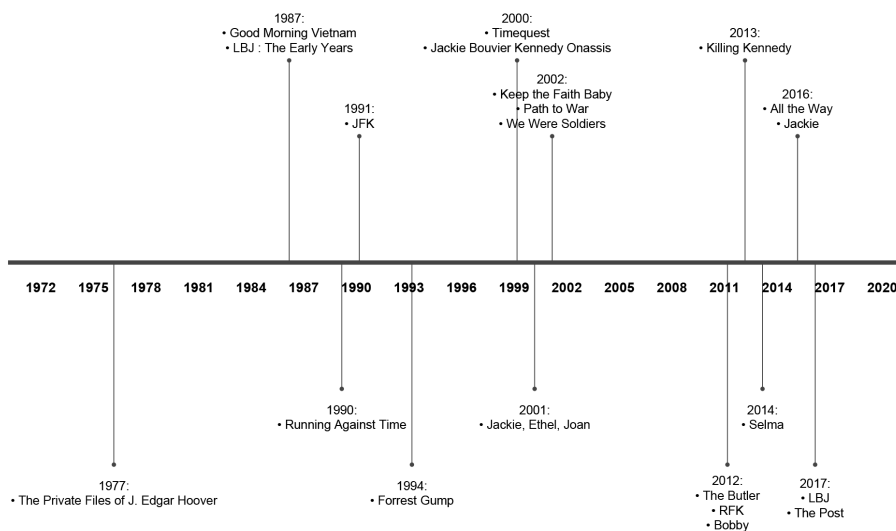 1987:
• Good Morning Vietnam
• LBJ : The Early Years
2000:
• Timequest
• Jackie Bouvier Kennedy Onassis
2013:
• Killing Kennedy
1991:
• JFK
2002:
• Keep the Faith Baby
• Path to War
• We Were Soldiers
2016:
• All the Way
• Jackie
1972 1975 1978 1981 1984 1987 1990 1993 1996 1999 2002 2005 2008 2011 2014 2017 2020
1990:
• Running Against Time
2001:
• Jackie, Ethel, Joan
2014:
• Selma
1977:
• The Private Files of J. Edgar Hoover
1994:
• Forrest Gump
2012:
• The Butler
• RFK
• Bobby
2017:
• LBJ
• The Post